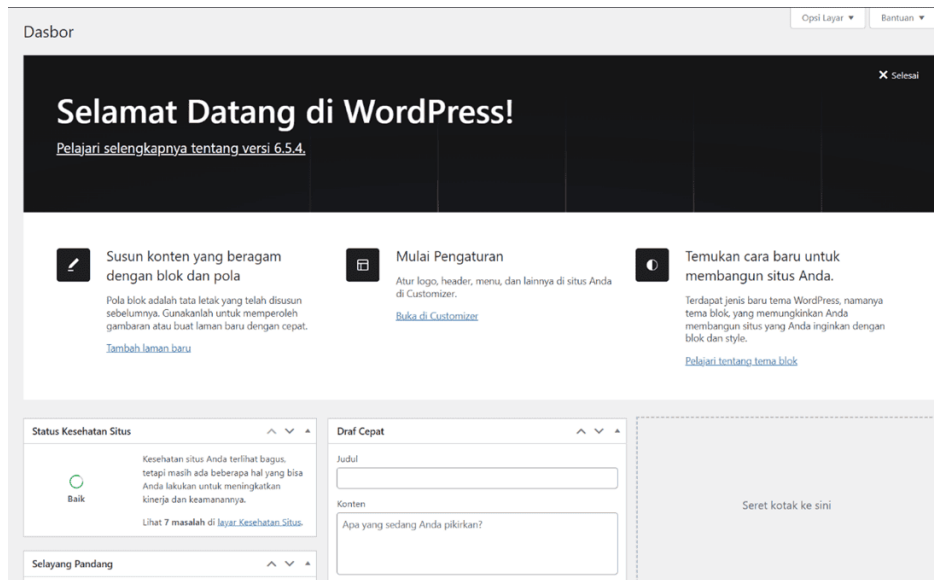 Opsi Layar ▼
Bantuan ▼
Dasbor
Selesai
Selamat Datang di WordPress!
Pelajari selengkapnya tentang versi 6.5.4.
Susun konten yang beragam
dengan blok dan pola
Pola blok adalah tata letak yang telah disusun
sebelumnya. Gunakanlah untuk memperoleh
gambaran atau buat laman baru dengan cepat.
Tambah laman baru
Mulai Pengaturan
Atur logo, header, menu, dan lainnya di situs Anda
di Customizer.
Buka di Customizer
Temukan cara baru untuk
membangun situs Anda.
Terdapat jenis baru tema WordPress, namanya
tema blok, yang memungkinkan Anda
membangun situs yang Anda inginkan dengan
blok dan style.
Pelajari tentang tema blok
Status Kesehatan Situs
Baik
Kesehatan situs Anda terlihat bagus,
tetapi masih ada beberapa hal yang bisa
Anda lakukan untuk meningkatkan
kinerja dan keamanannya.
Lihat 7 masalah di layar Kesehatan Situs.
Selayang Pandang
Draf Cepat
Judul
Konten
Apa yang sedang Anda pikirkan?
Seret kotak ke sini